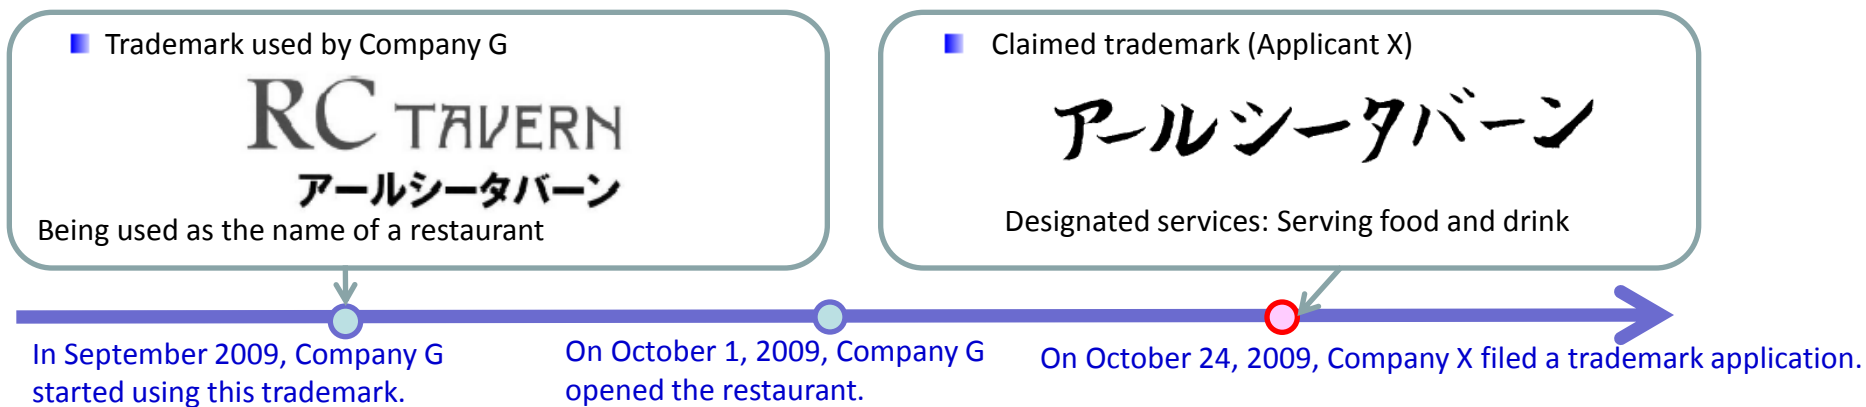 Trademark used by Company G
RC TAVERN
アールシータバーン
Being used as the name of a restaurant
Claimed trademark (Applicant X)
アールシータバーン
Designated services: Serving food and drink
In September 2009, Company G
started using this trademark.
On October 1, 2009, Company G
opened the restaurant.
On October 24, 2009, Company X filed a trademark application.